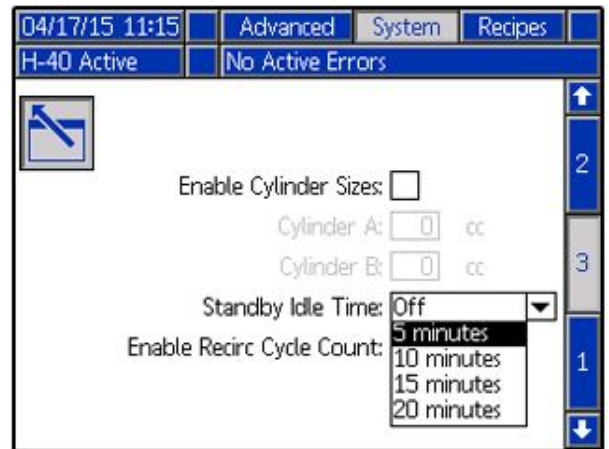 04/17/15 11:15 Advanced System Recipes
H-40 Active No Active Errors
2
Enable Cylinder Sizes:
Cylinder A: 0 cc
Cylinder B: 0 cc
3
Standby Idle Time: Off
5 minutes
Enable Recirc Cycle Count:
10 minutes
1
15 minutes
20 minutes